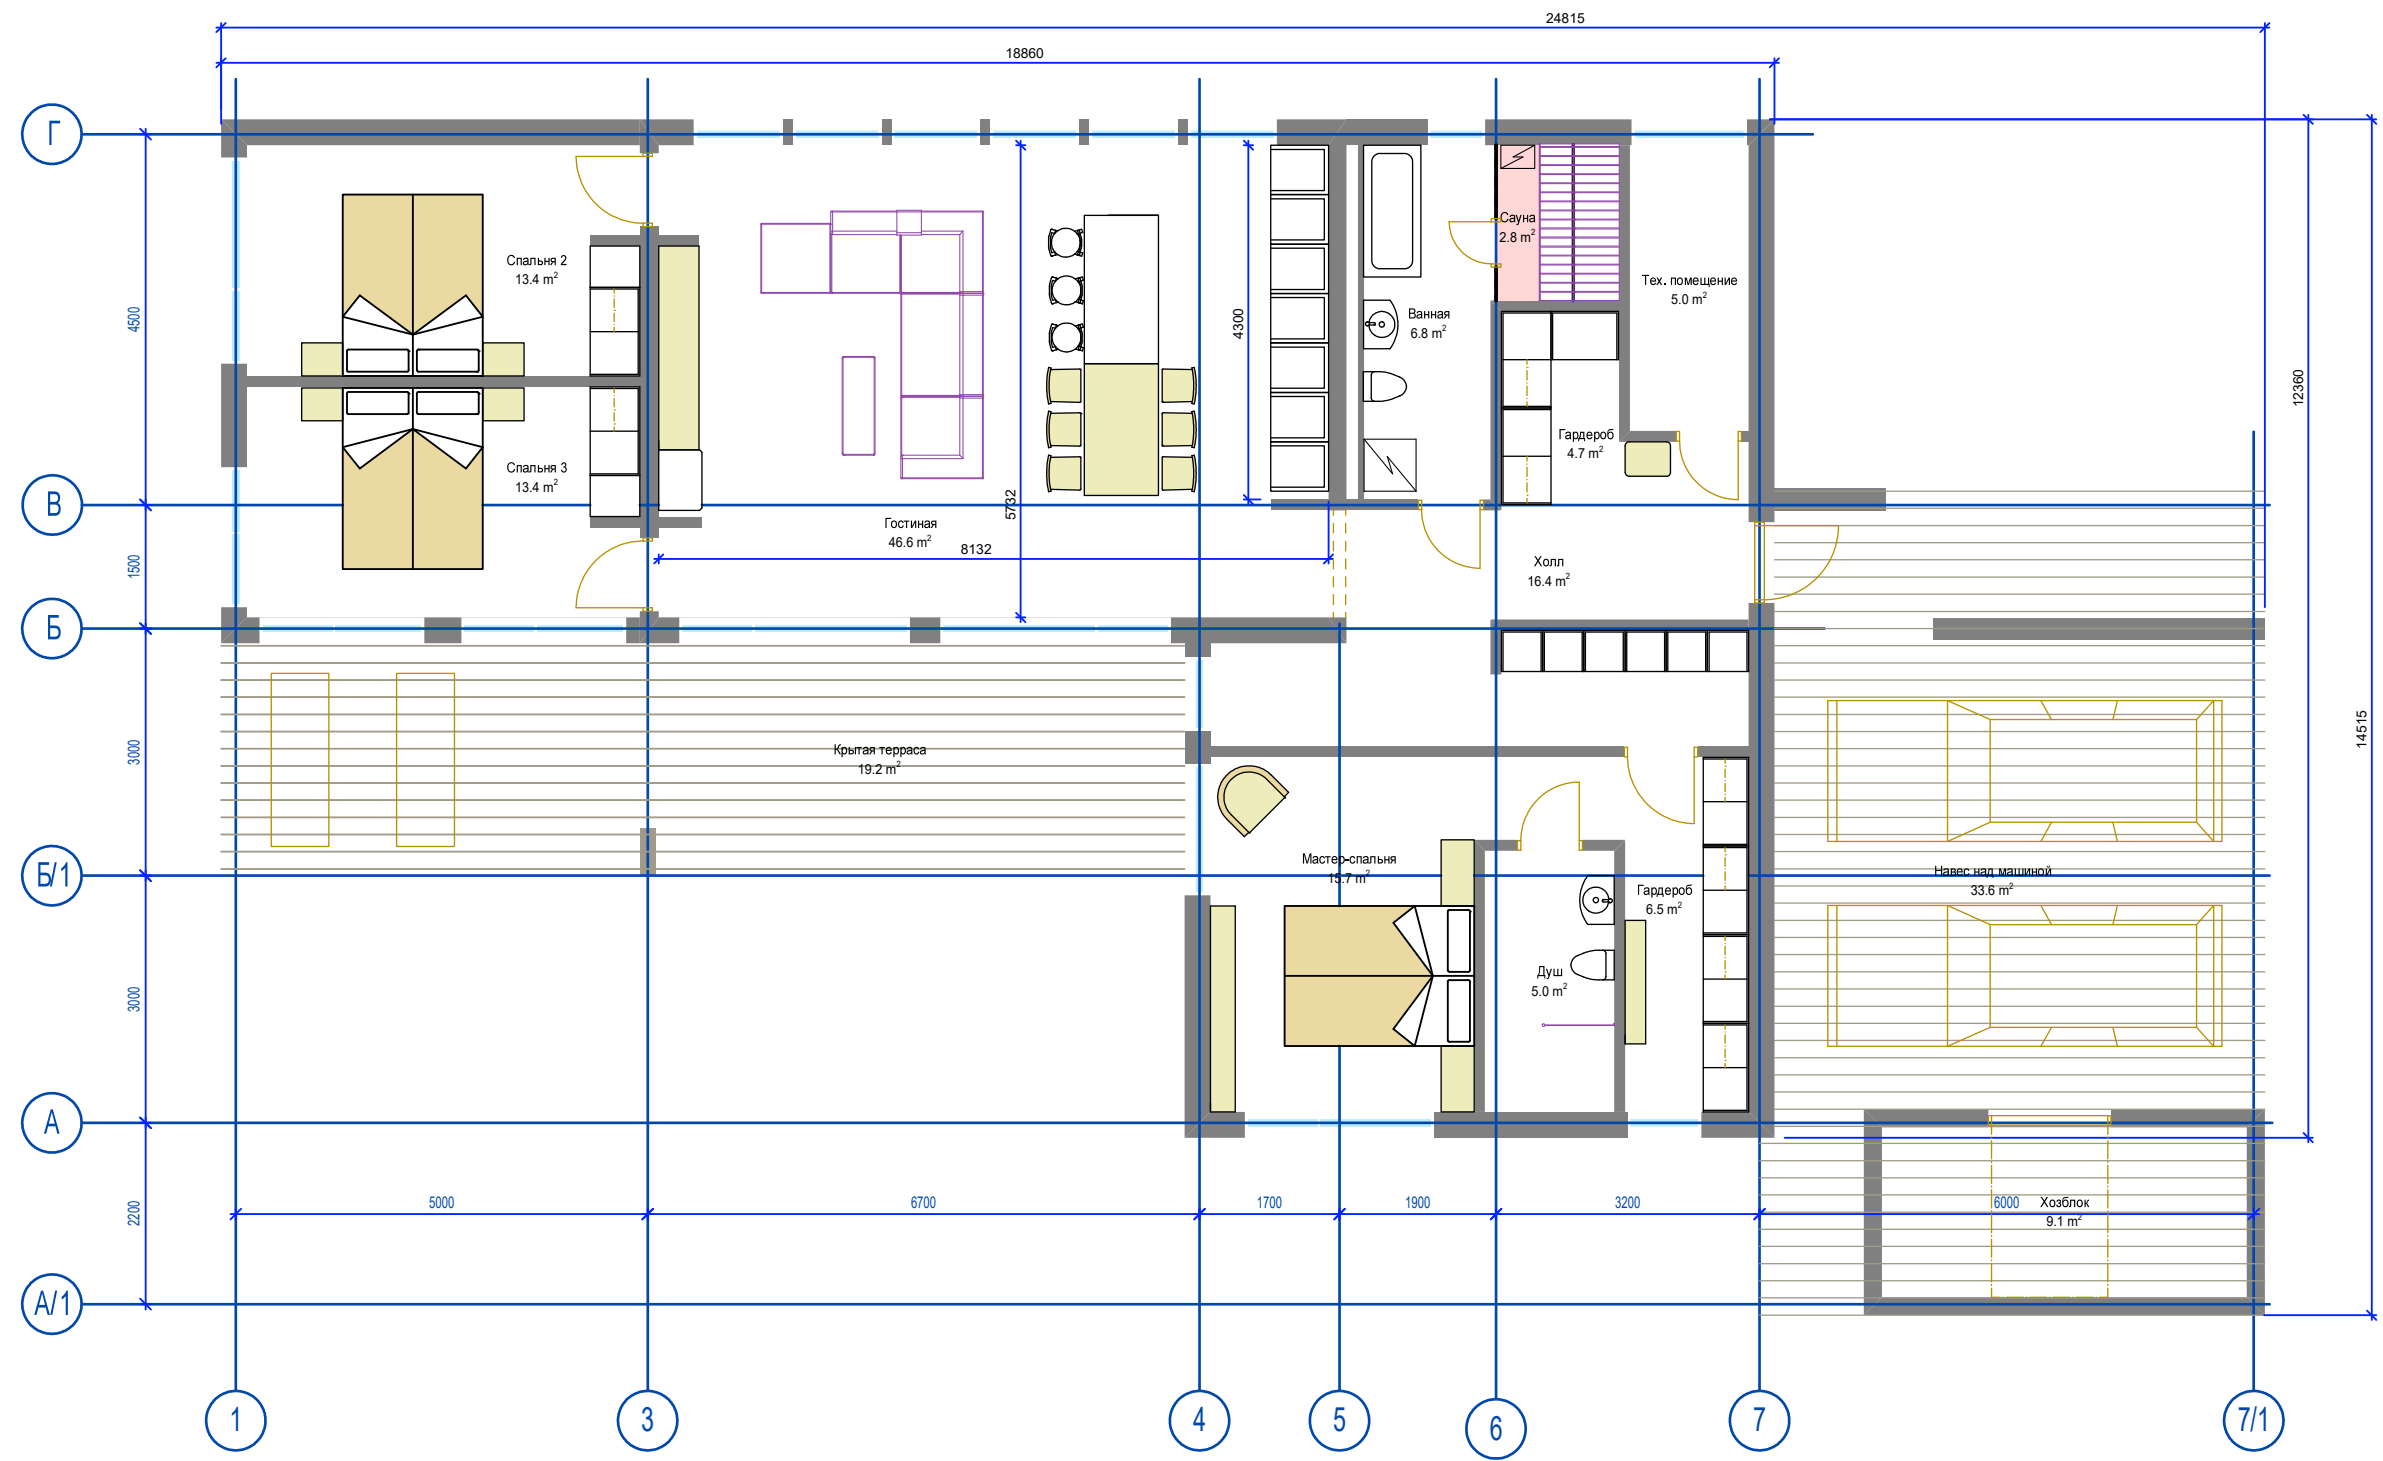 24815
18860
Г
Спальня 2
13.4 m²
4500
4300
Сауна
2.8 m²
Тех. помещение
5.0 m²
Ванная
6.8 m²
12360
Гардероб
4.7 m²
Спальня 3
13.4 m²
В
5732
Гостиная
46.6 m²
8132
1500
Холл
16.4 m²
Б
14515
3000
Крытая терраса
19.2 m²
Б/1
Мастер-спальня
15.7 m²
Гардероб
6.5 m²
Навес над машиной
33.6 m²
Душ
5.0 m²
3000
А
2200
5000
6700
1700
1900
3200
6000
Хозблок
9.1 m²
А/1
1
3
4
5
6
7
7/1